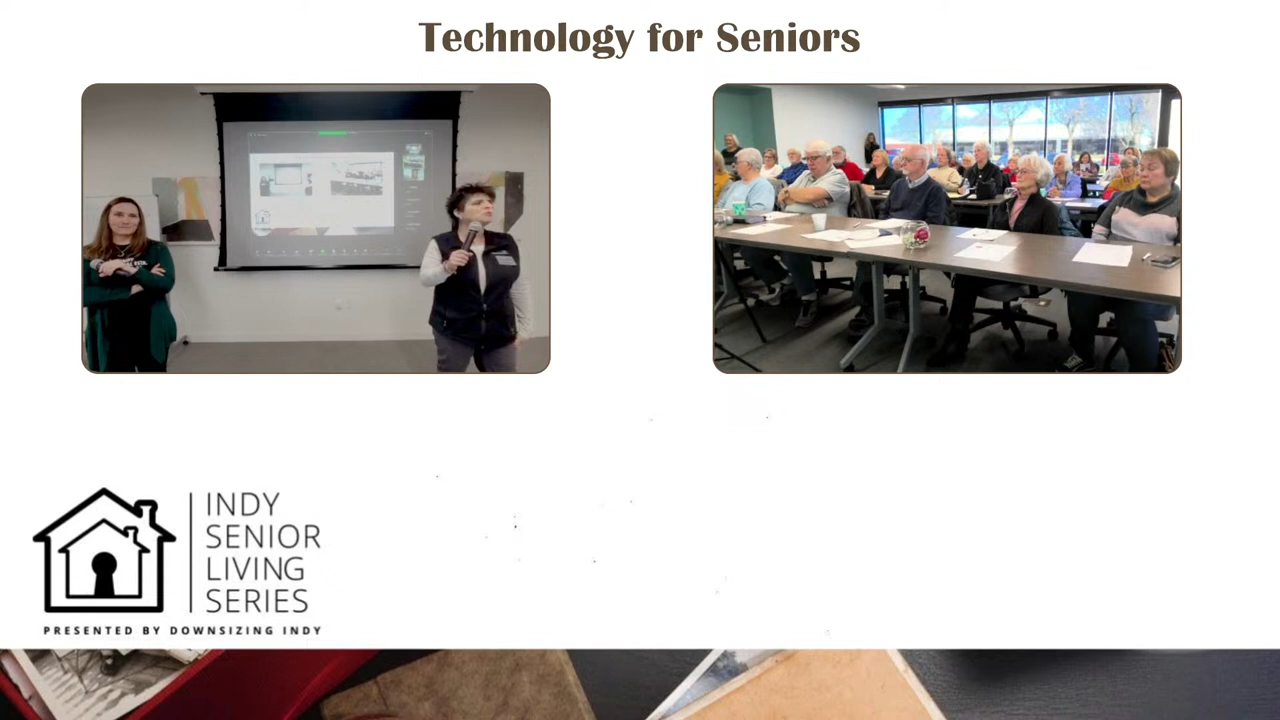 Technology for Seniors
INDY
SENIOR
LIVING
SERIES
PRESENTED BY DOWNSIZING INDY